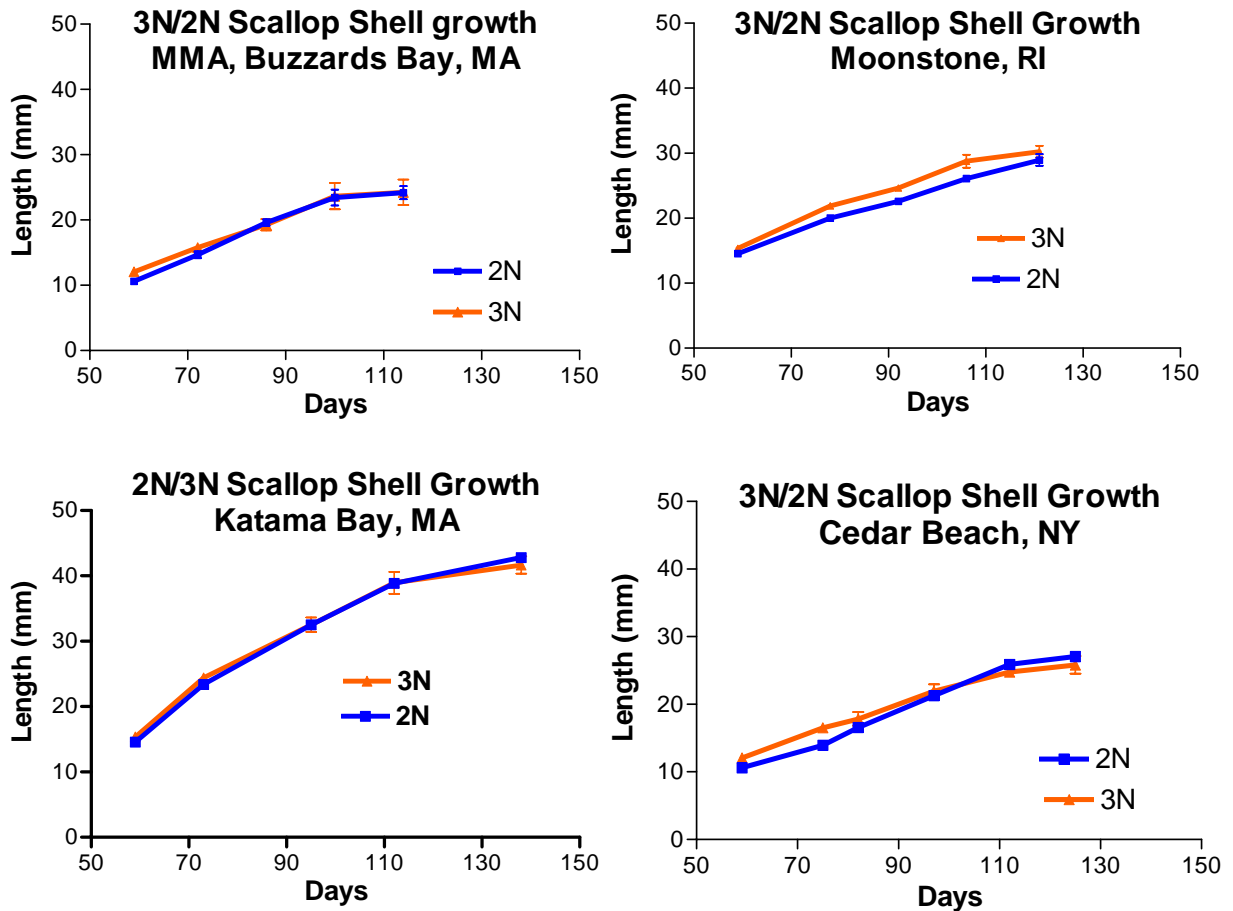 3N/2N Scallop Shell growth
MMA, Buzzards Bay, MA
50
40
30
20
10
0
Length (mm)
2N
3N
50 70 90 110 130 150
Days
3N/2N Scallop Shell Growth
Moonstone, RI
50
40
30
20
10
0
Length (mm)
3N
2N
50 70 90 110 130 150
Days
2N/3N Scallop Shell Growth
Katama Bay, MA
50
40
30
20
10
0
Length (mm)
3N
2N
50 70 90 110 130 150
Days
3N/2N Scallop Shell Growth
Cedar Beach, NY
50
40
30
20
10
0
Length (mm)
2N
3N
50 70 90 110 130 150
Days